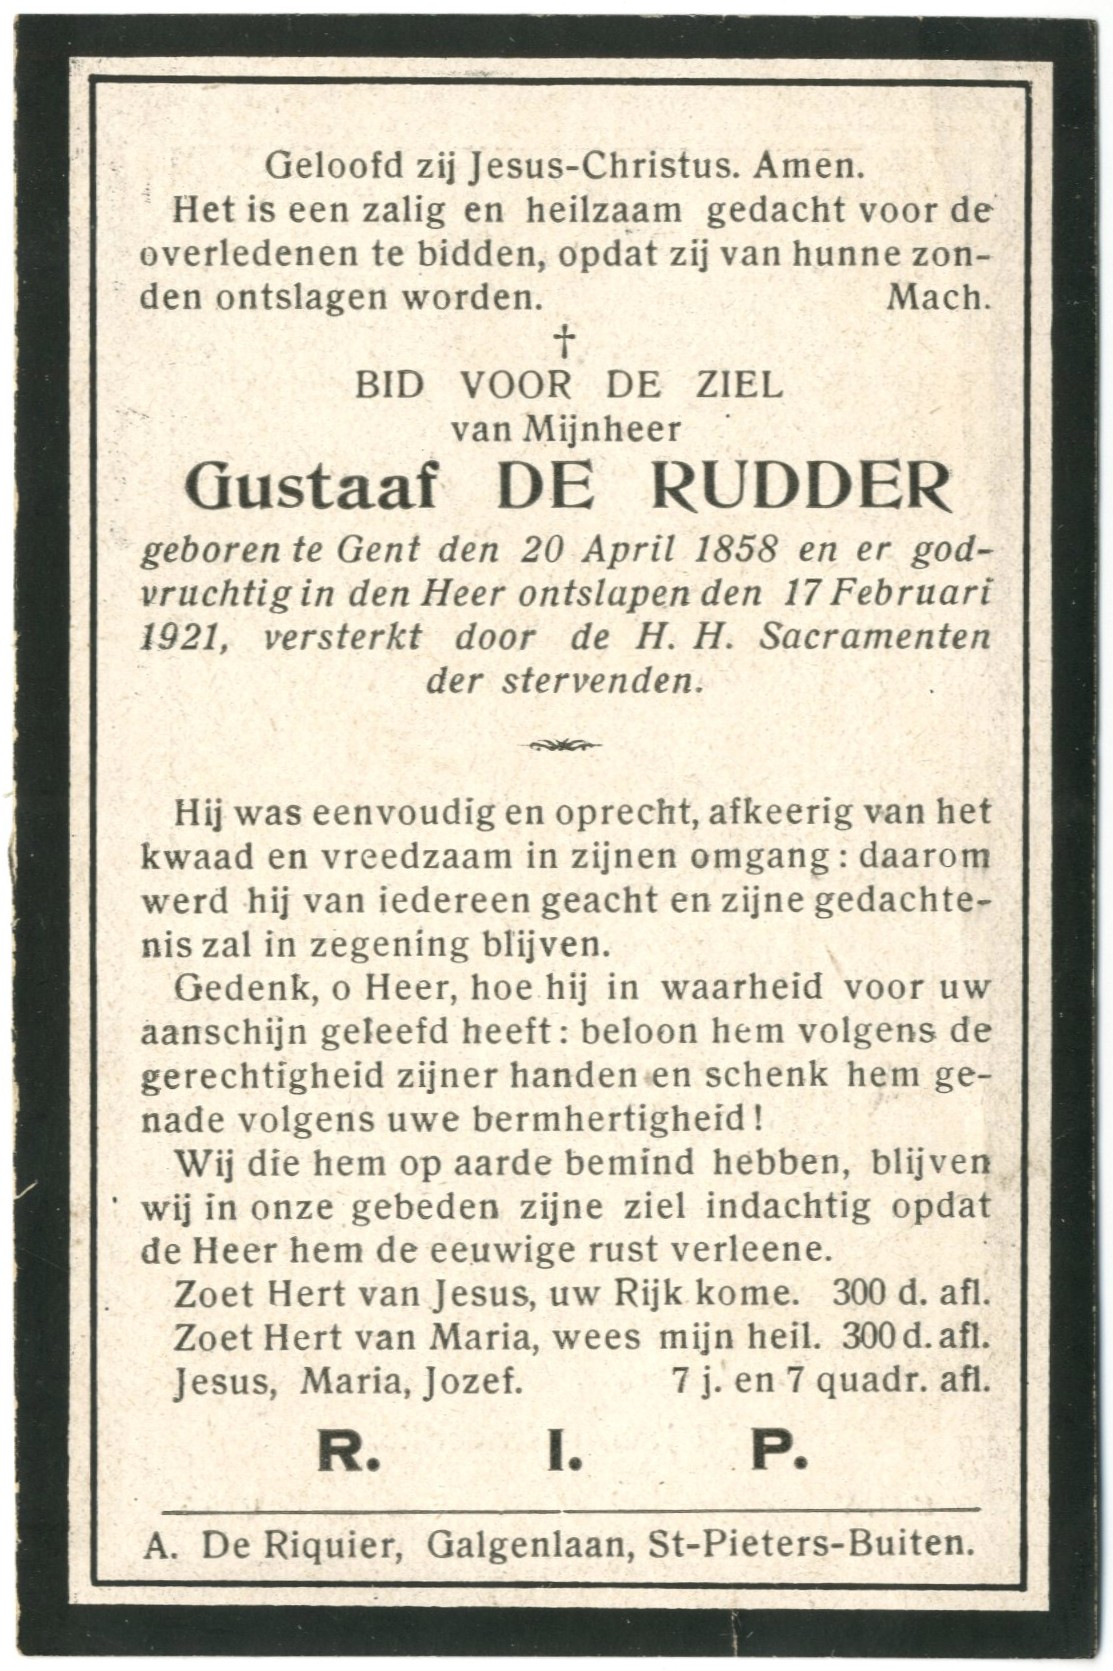 Geloofd zij Jesus-Christus. Amen.
Het is een zalig en heilzaam gedacht voor de
overledenen te bidden, opdat zij van hunne zon-
den ontslagen worden. Mach.
†
BID VOOR DE ZIEL
van Mijnheer
Gustaaf DE RUDDER
geboren te Gent den 20 April 1858 en er god-
vruchtig in den Heer ontslapen den 17 Februari
1921, versterkt door de H. H. Sacramenten
der stervenden.
Hij was eenvoudig en oprecht, afkeerig van het
kwaad en vreedzaam in zijnen omgang : daarom
werd hij van iedereen geacht en zijne gedachte-
nis zal in zegening blijven.
Gedenk, o Heer, hoe hij in waarheid voor uw
aanschijn geleefd heeft : beloon hem volgens de
gerechtigheid zijner handen en schenk hem ge-
nade volgens uwe bermhertigheid !
Wij die hem op aarde bemind hebben, blijven
wij in onze gebeden zijne ziel indachtig opdat
de Heer hem de eeuwige rust verleene.
Zoet Hert van Jesus, uw Rijk kome. 300 d. afl.
Zoet Hert van Maria, wees mijn heil. 300 d. afl.
Jesus, Maria, Jozef. 7 j. en 7 quadr. afl.
R. I. P.
A. De Riquier, Galgenlaan, St-Pieters-Buiten.